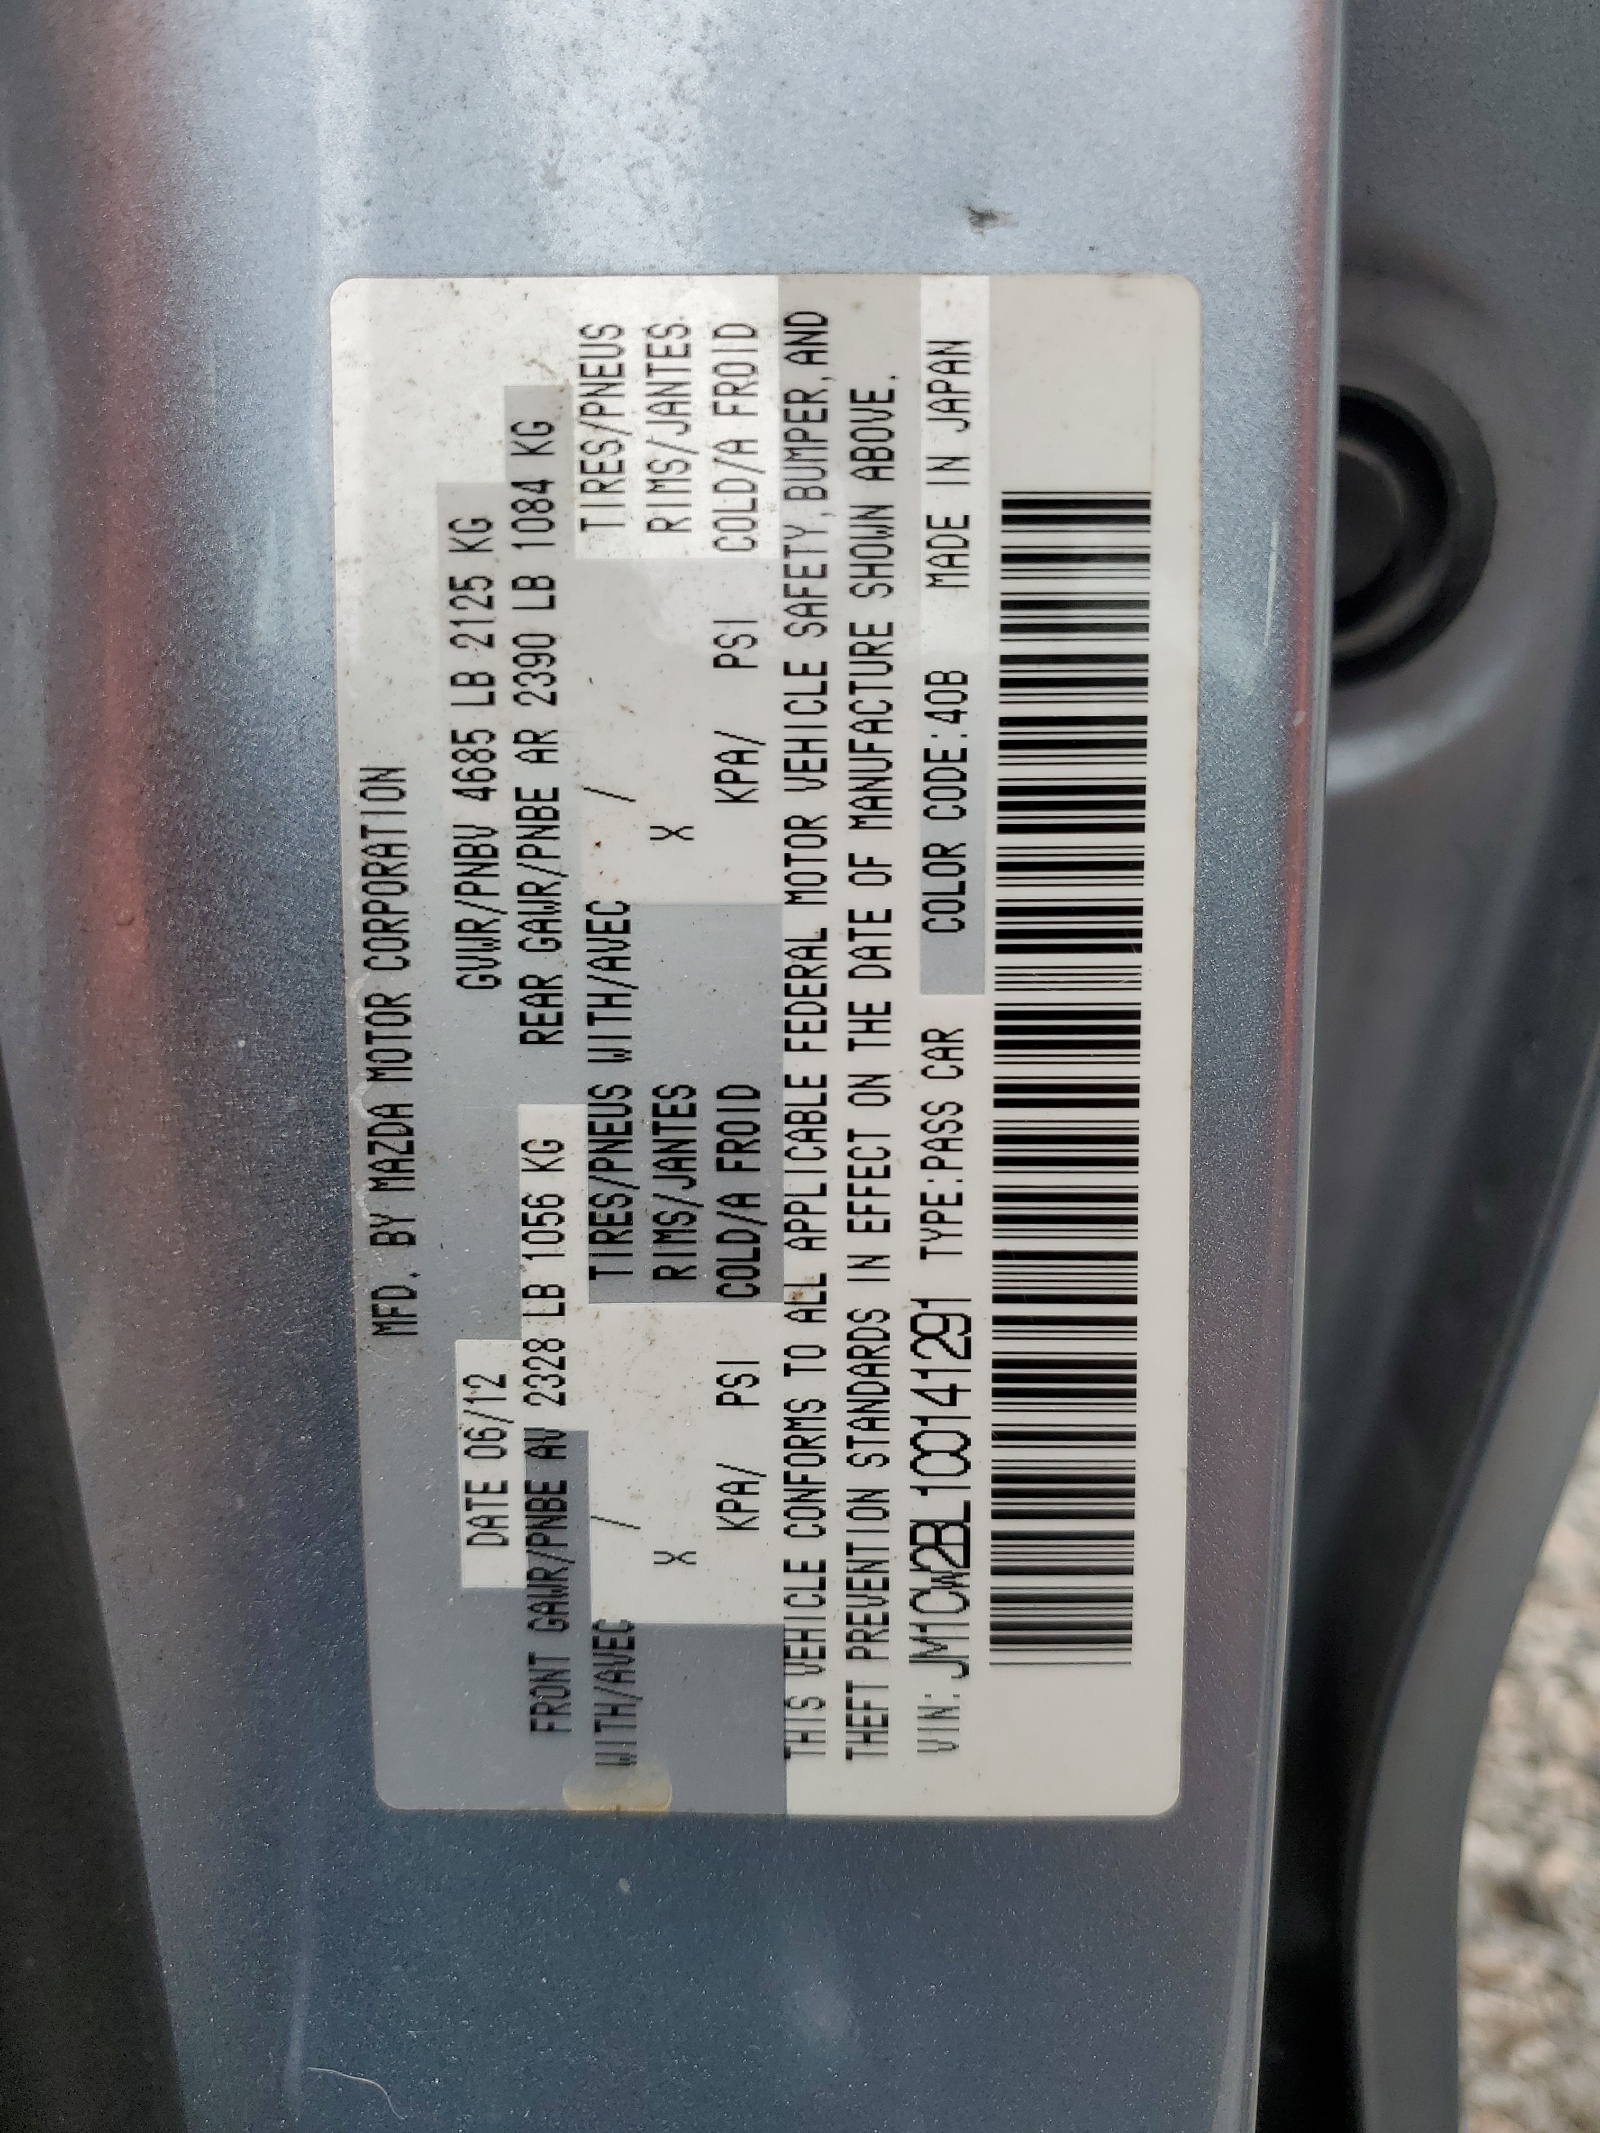 MFD. BY MAZDA MOTOR CORPORATION
DATE 06/12 GVWR/PNBV 4685 LB 2125 KG
FRONT GAWR/PNBE AV 2328 LB 1056 KG REAR GAWR/PNBE AR 2390 LB 1084 KG
WITH/AVEC / TIRES/PNEUS WITH/AVEC / TIRES/PNEUS
X RIMS/JANTES X RIMS/JANTES
KPA/ PSI COLD/A FROID KPA/ PSI COLD/A FROID
THIS VEHICLE CONFORMS TO ALL APPLICABLE FEDERAL MOTOR VEHICLE SAFETY,BUMPER,AND
THEFT PREVENTION STANDARDS IN EFFECT ON THE DATE OF MANUFACTURE SHOWN ABOVE.
VIN: JM1CW2BL1C0141291 TYPE:PASS CAR COLOR CODE:40B MADE IN JAPAN